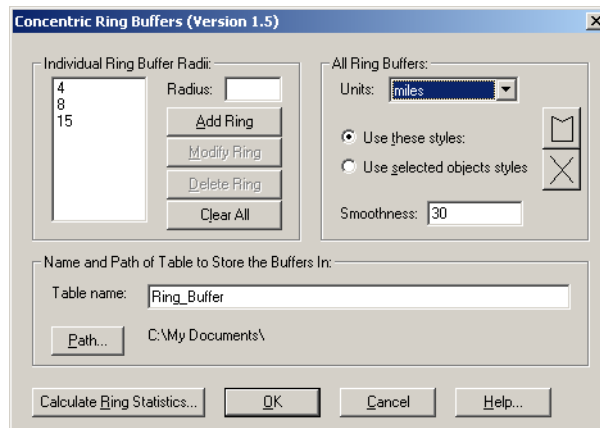 Concentric Ring Buffers (Version 1.5)
Individual Ring Buffer Radii:
4
8
15
Radius:
Add Ring
Modify Ring
Delete Ring
Clear All
All Ring Buffers:
Units: miles
Use these styles:
Use selected objects styles
Smoothness: 30
Name and Path of Table to Store the Buffers In:
Table name: Ring_Buffer
Path... C:\My Documents\
Calculate Ring Statistics... OK Cancel Help...